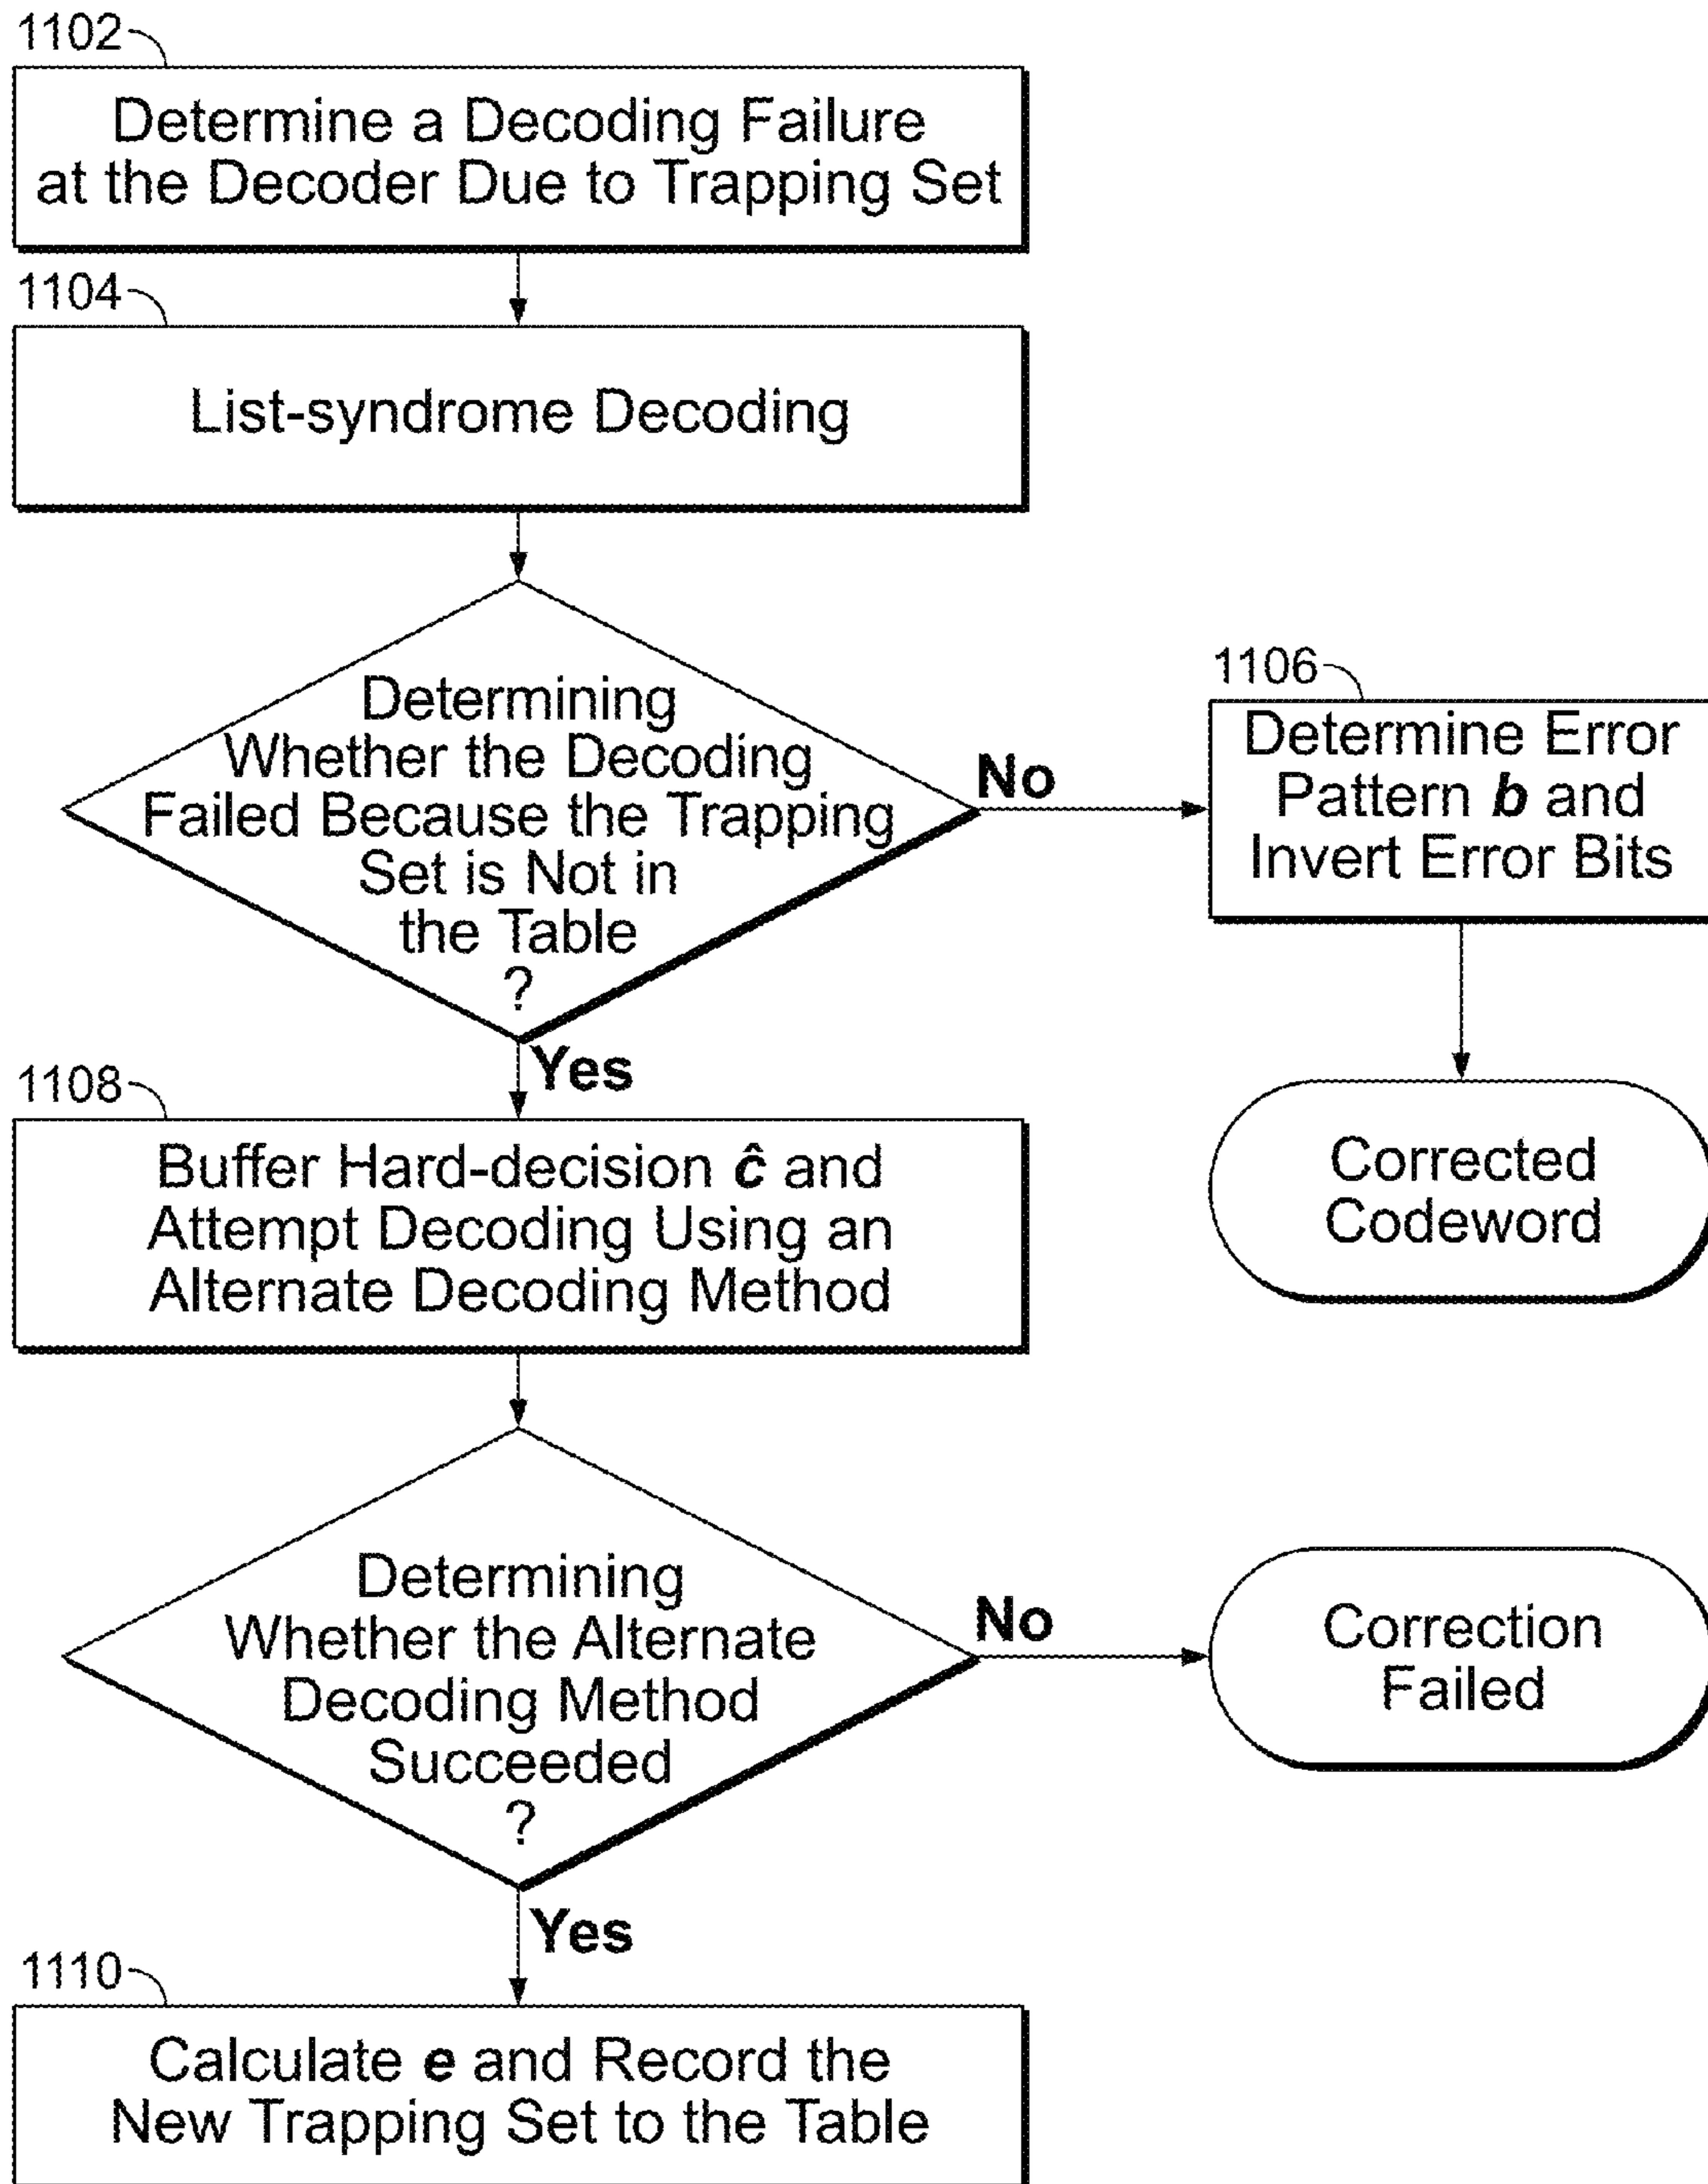 1102
Determine a Decoding Failure
at the Decoder Due to Trapping Set
1104
List-syndrome Decoding
Determining
Whether the Decoding
Failed Because the Trapping
Set is Not in
the Table
?
No
1106
Determine Error
Pattern b and
Invert Error Bits
Corrected
Codeword
Yes
1108
Buffer Hard-decision ĉ and
Attempt Decoding Using an
Alternate Decoding Method
Determining
Whether the Alternate
Decoding Method
Succeeded
?
No
Correction
Failed
Yes
1110
Calculate e and Record the
New Trapping Set to the Table